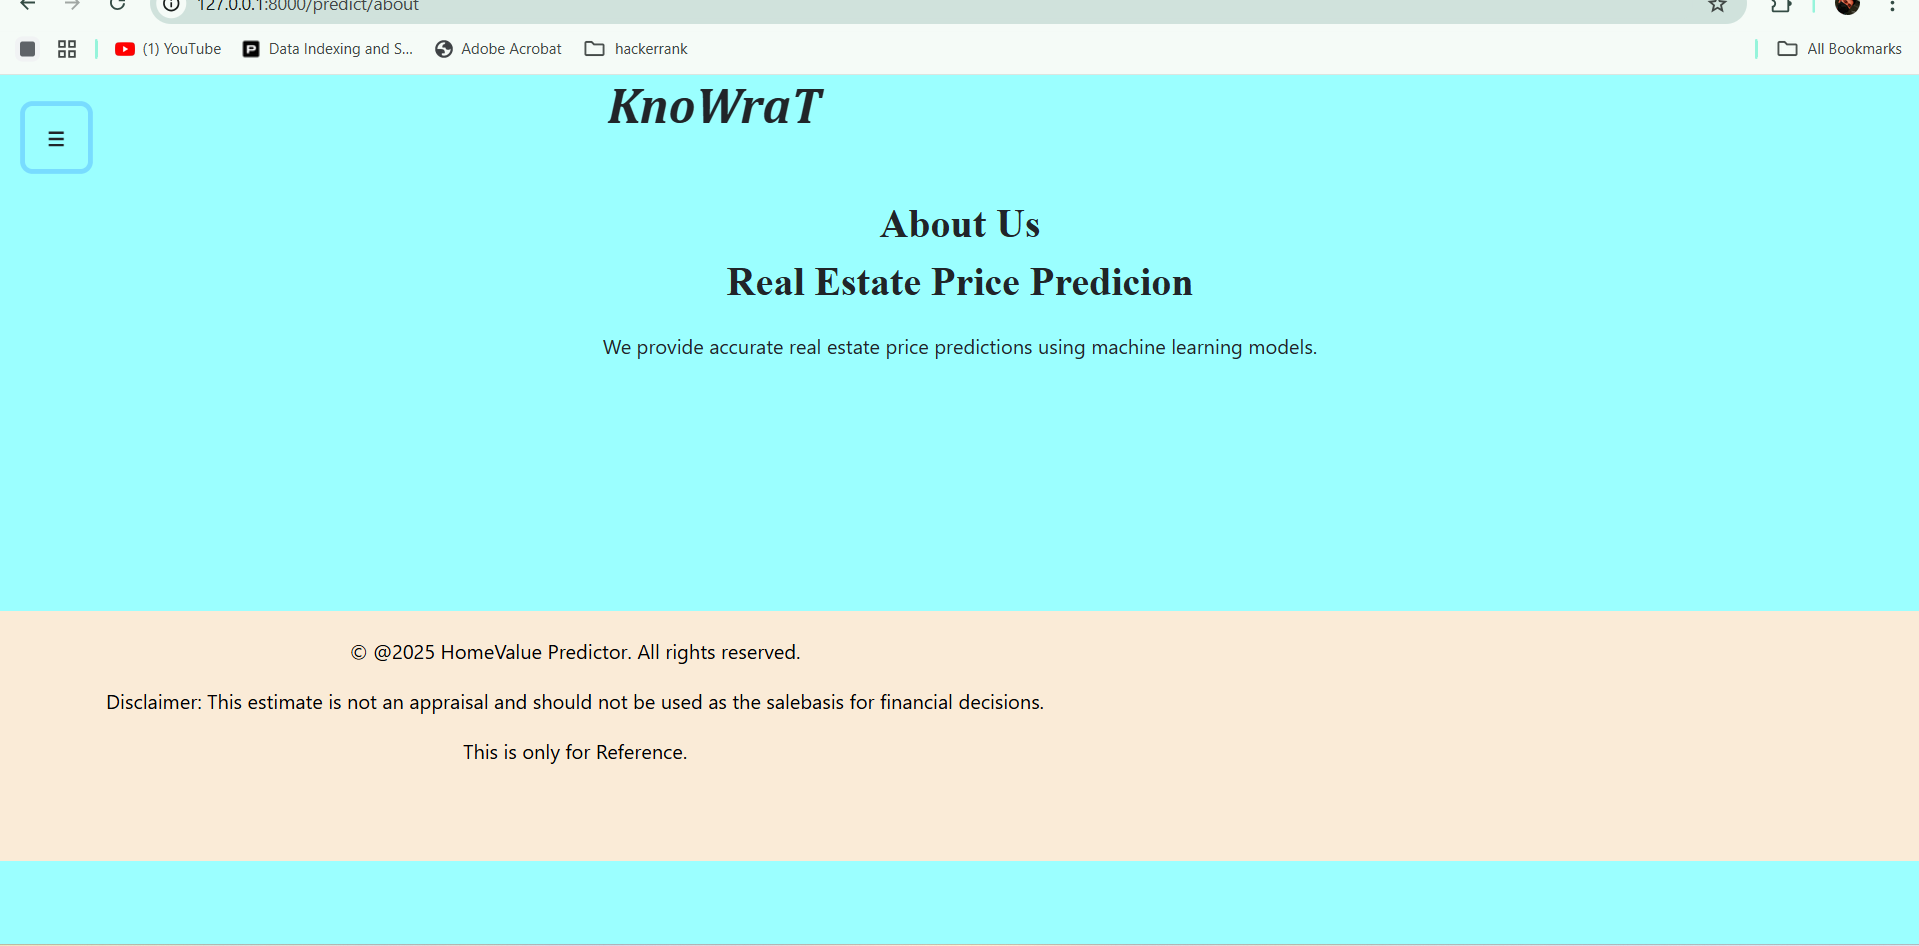 127.0.0.1:8000/predict/about
(1) YouTube
Data Indexing and S...
Adobe Acrobat
hackerrank
All Bookmarks
KnoWraT
About Us
Real Estate Price Predicion
We provide accurate real estate price predictions using machine learning models.
© @2025 HomeValue Predictor. All rights reserved.
Disclaimer: This estimate is not an appraisal and should not be used as the salebasis for financial decisions.
This is only for Reference.